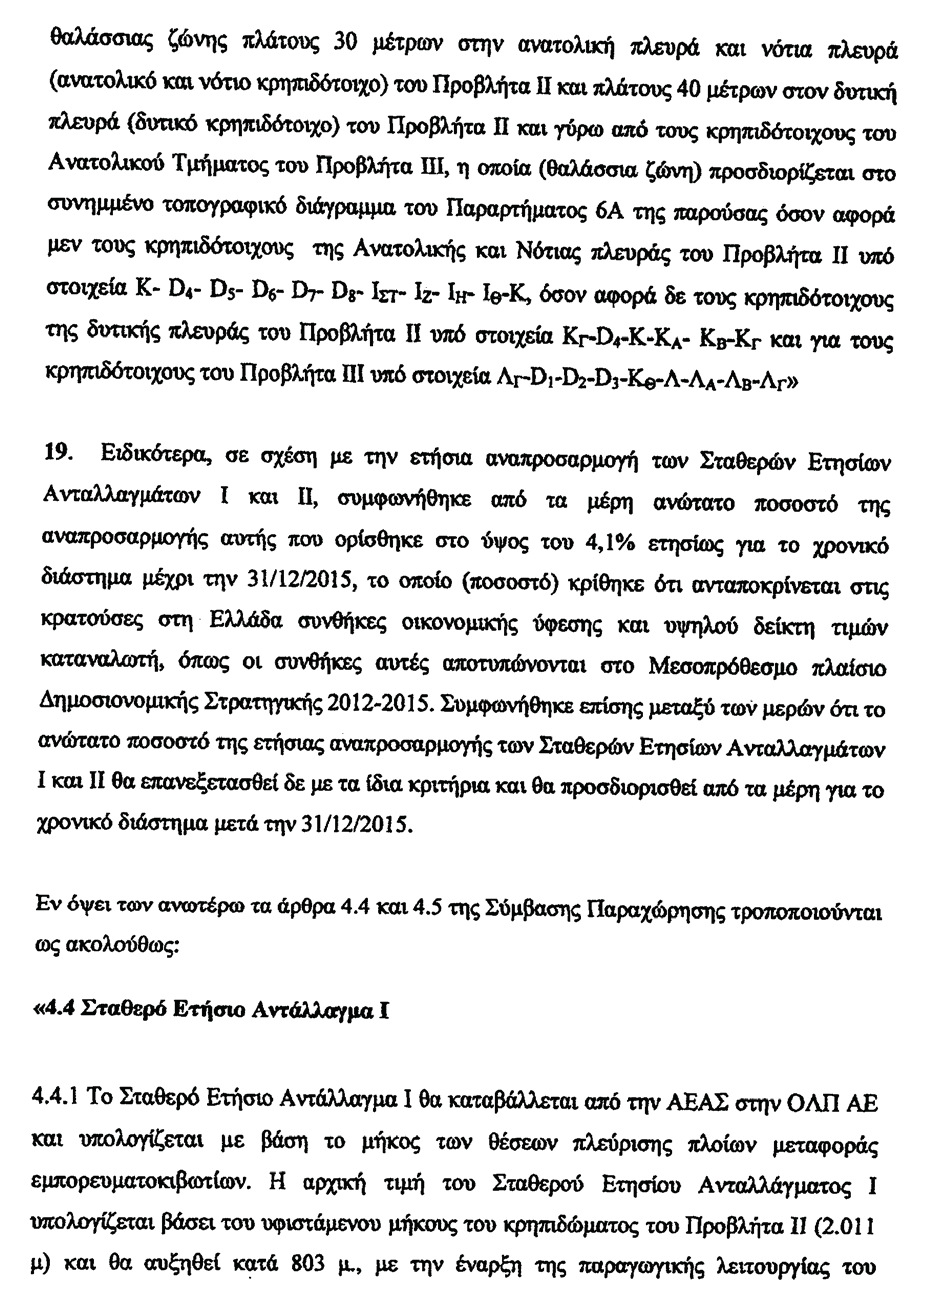 θαλάσσιας ζώνης πλάτους 30 μέτρων στην ανατολική πλευρά και νότια πλευρά
(ανατολικό και νότιο κρηπιδότοιχο) του Προβλήτα ΙΙ και πλάτους 40 μέτρων στον δυτική
πλευρά (δυτικό κρηπιδότοιχο) του Προβλήτα ΙΙ και γύρω από τους κρηπιδότοιχους του
Ανατολικού Τμήματος του Προβλήτα ΙΙΙ, η οποία (θαλάσσια ζώνη) προσδιορίζεται στο
συνημμένο τοπογραφικό διάγραμμα του Παραρτήματος 6Α της παρούσας όσον αφορά
μεν τους κρηπιδότοιχους της Ανατολικής και Νότιας πλευράς του Προβλήτα ΙΙ υπό
στοιχεία Κ- D4- D5- D6- D7- D8- ΙΣΤ- ΙΖ- ΙΗ- ΙΘ-Κ, όσον αφορά δε τους κρηπιδότοιχους
της δυτικής πλευράς του Προβλήτα ΙΙ υπό στοιχεία ΚΓ-D4-Κ-ΚΑ- ΚΒ-ΚΓ και για τους
κρηπιδότοιχους του Προβλήτα ΙΙΙ υπό στοιχεία ΛΓ-D1-D2-D3-ΚΘ-Λ-ΛΑ-ΛΒ-ΛΓ»
19. Ειδικότερα, σε σχέση με την ετήσια αναπροσαρμογή των Σταθερών Ετησίων
Ανταλλαγμάτων Ι και ΙΙ, συμφωνήθηκε από τα μέρη ανώτατο ποσοστό της
αναπροσαρμογής αυτής που ορίσθηκε στο ύψος του 4,1% ετησίως για το χρονικό
διάστημα μέχρι την 31/12/2015, το οποίο (ποσοστό) κρίθηκε ότι ανταποκρίνεται στις
κρατούσες στη Ελλάδα συνθήκες οικονομικής ύφεσης και υψηλού δείκτη τιμών
καταναλωτή, όπως οι συνθήκες αυτές αποτυπώνονται στο Μεσοπρόθεσμο πλαίσιο
Δημοσιονομικής Στρατηγικής 2012-2015. Συμφωνήθηκε επίσης μεταξύ των μερών ότι το
ανώτατο ποσοστό της ετήσιας αναπροσαρμογής των Σταθερών Ετησίων Ανταλλαγμάτων
Ι και ΙΙ θα επανεξετασθεί δε με τα ίδια κριτήρια και θα προσδιορισθεί από τα μέρη για το
χρονικό διάστημα μετά την 31/12/2015.
Εν όψει των ανωτέρω τα άρθρα 4.4 και 4.5 της Σύμβασης Παραχώρησης τροποποιούνται
ως ακολούθως:
«4.4 Σταθερό Ετήσιο Αντάλλαγμα Ι
4.4.1 Το Σταθερό Ετήσιο Αντάλλαγμα Ι θα καταβάλλεται από την ΑΕΑΣ στην ΟΛΠ ΑΕ
και υπολογίζεται με βάση το μήκος των θέσεων πλεύρισης πλοίων μεταφοράς
εμπορευματοκιβωτίων. Η αρχική τιμή του Σταθερού Ετησίου Ανταλλάγματος Ι
υπολογίζεται βάσει του υφιστάμενου μήκους του κρηπιδώματος του Προβλήτα ΙΙ (2.011
μ) και θα αυξηθεί κατά 803 μ., με την έναρξη της παραγωγικής λειτουργίας του